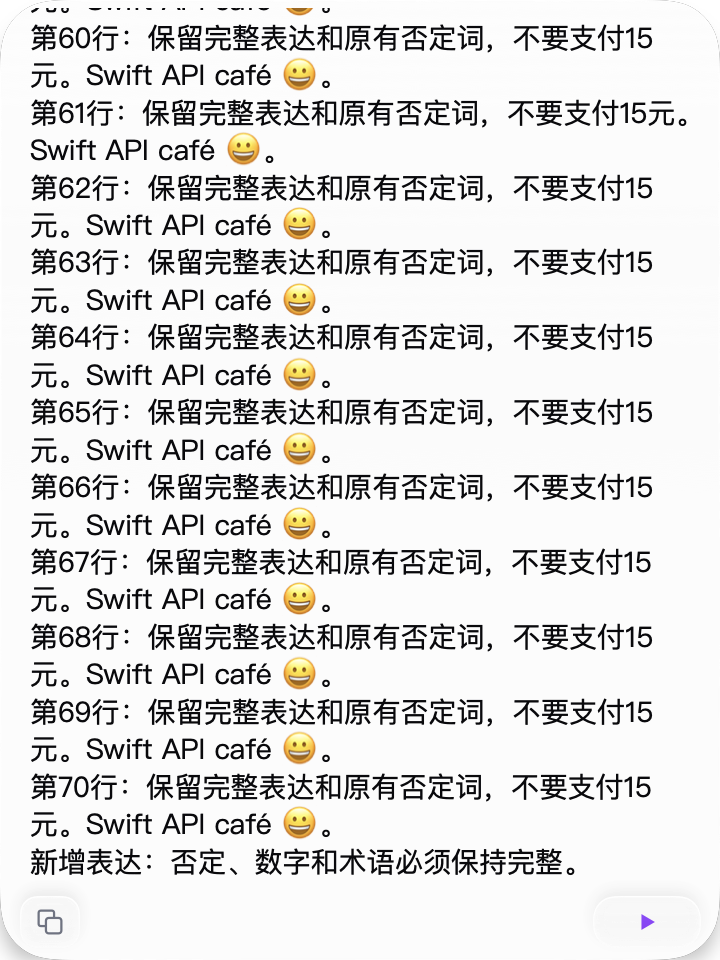 元。Swift API café 😀。
第60行：保留完整表达和原有否定词，不要支付15
元。Swift API café 😀。
第61行：保留完整表达和原有否定词，不要支付15元。
Swift API café 😀。
第62行：保留完整表达和原有否定词，不要支付15
元。Swift API café 😀。
第63行：保留完整表达和原有否定词，不要支付15
元。Swift API café 😀。
第64行：保留完整表达和原有否定词，不要支付15
元。Swift API café 😀。
第65行：保留完整表达和原有否定词，不要支付15
元。Swift API café 😀。
第66行：保留完整表达和原有否定词，不要支付15
元。Swift API café 😀。
第67行：保留完整表达和原有否定词，不要支付15
元。Swift API café 😀。
第68行：保留完整表达和原有否定词，不要支付15
元。Swift API café 😀。
第69行：保留完整表达和原有否定词，不要支付15
元。Swift API café 😀。
第70行：保留完整表达和原有否定词，不要支付15
元。Swift API café 😀。
新增表达：否定、数字和术语必须保持完整。